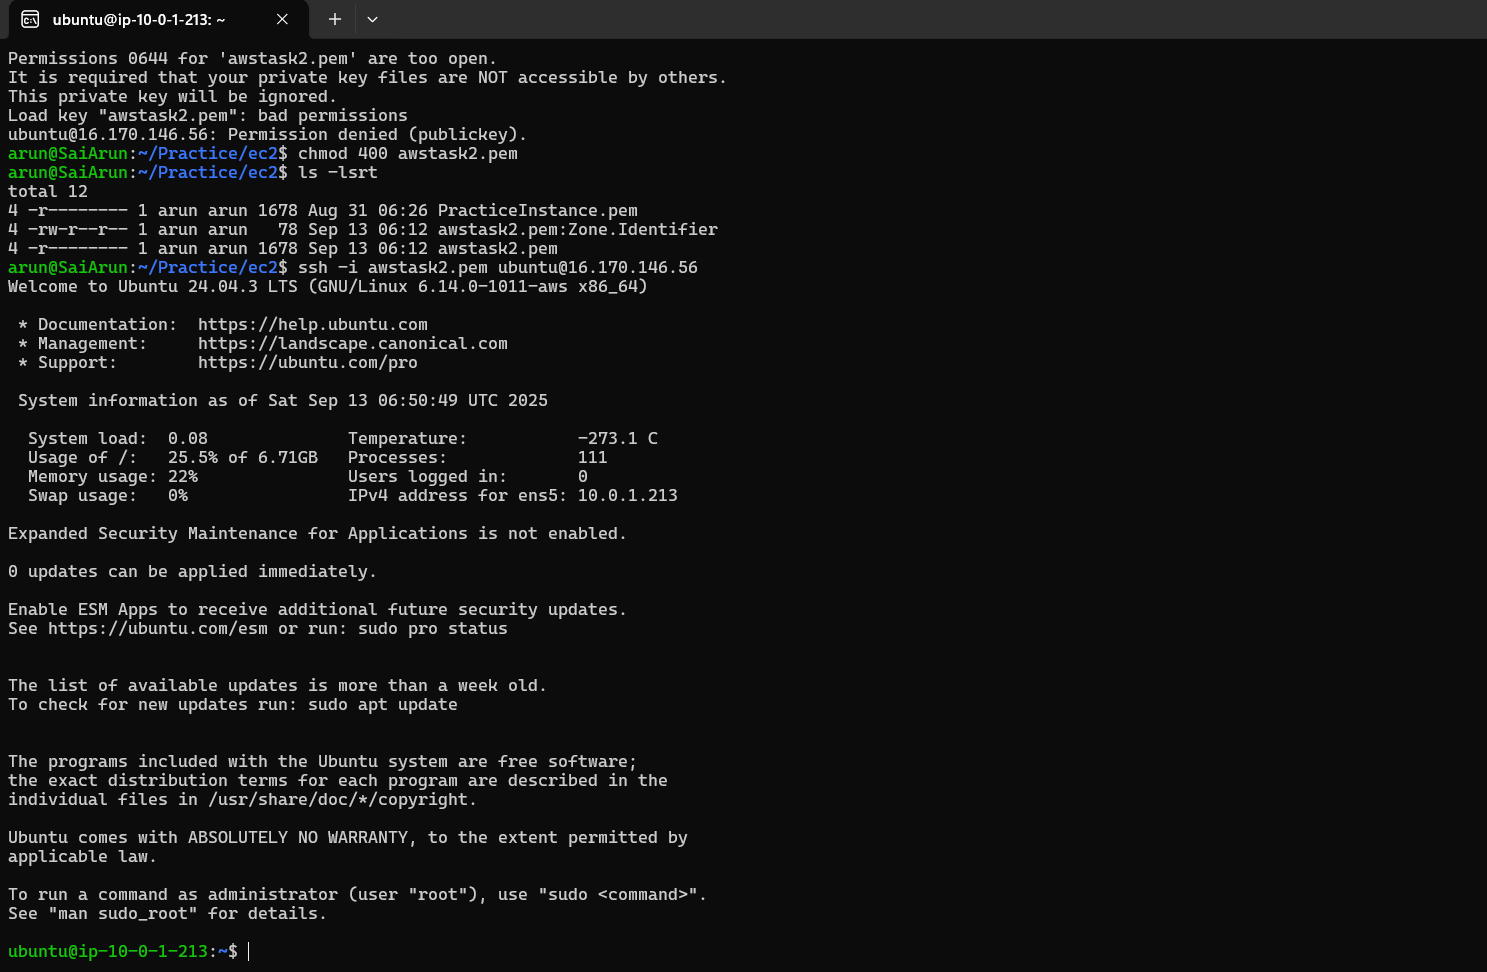 ubuntu@ip-10-0-1-213: ~
Permissions 0644 for 'awstask2.pem' are too open.
It is required that your private key files are NOT accessible by others.
This private key will be ignored.
Load key "awstask2.pem": bad permissions
ubuntu@16.170.146.56: Permission denied (publickey).
arun@SaiArun:~/Practice/ec2$ chmod 400 awstask2.pem
arun@SaiArun:~/Practice/ec2$ ls -lsrt
total 12
4 -r-------- 1 arun arun 1678 Aug 31 06:26 PracticeInstance.pem
4 -rw-r--r-- 1 arun arun   78 Sep 13 06:12 awstask2.pem:Zone.Identifier
4 -r-------- 1 arun arun 1678 Sep 13 06:12 awstask2.pem
arun@SaiArun:~/Practice/ec2$ ssh -i awstask2.pem ubuntu@16.170.146.56
Welcome to Ubuntu 24.04.3 LTS (GNU/Linux 6.14.0-1011-aws x86_64)
 * Documentation:  https://help.ubuntu.com
 * Management:     https://landscape.canonical.com
 * Support:        https://ubuntu.com/pro
 System information as of Sat Sep 13 06:50:49 UTC 2025
  System load:  0.08              Temperature:           -273.1 C
  Usage of /:   25.5% of 6.71GB   Processes:             111
  Memory usage: 22%               Users logged in:       0
  Swap usage:   0%                IPv4 address for ens5: 10.0.1.213
Expanded Security Maintenance for Applications is not enabled.
0 updates can be applied immediately.
Enable ESM Apps to receive additional future security updates.
See https://ubuntu.com/esm or run: sudo pro status
The list of available updates is more than a week old.
To check for new updates run: sudo apt update
The programs included with the Ubuntu system are free software;
the exact distribution terms for each program are described in the
individual files in /usr/share/doc/*/copyright.
Ubuntu comes with ABSOLUTELY NO WARRANTY, to the extent permitted by
applicable law.
To run a command as administrator (user "root"), use "sudo <command>".
See "man sudo_root" for details.
ubuntu@ip-10-0-1-213:~$